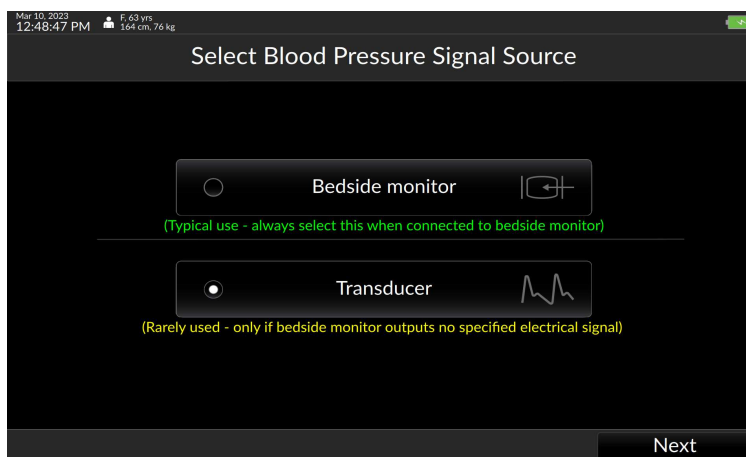 Mar 10, 2023
12:48:47 PM
F, 63 yrs
164 cm, 76 kg
Select Blood Pressure Signal Source
Bedside monitor
(Typical use - always select this when connected to bedside monitor)
Transducer
(Rarely used - only if bedside monitor outputs no specified electrical signal)
Next